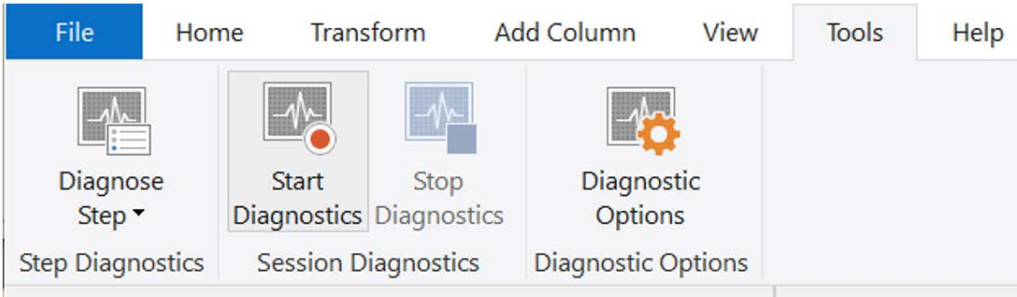 File Home Transform Add Column View Tools Help
Diagnose
Step
Start
Diagnostics
Stop
Diagnostics
Diagnostic
Options
Step Diagnostics Session Diagnostics Diagnostic Options